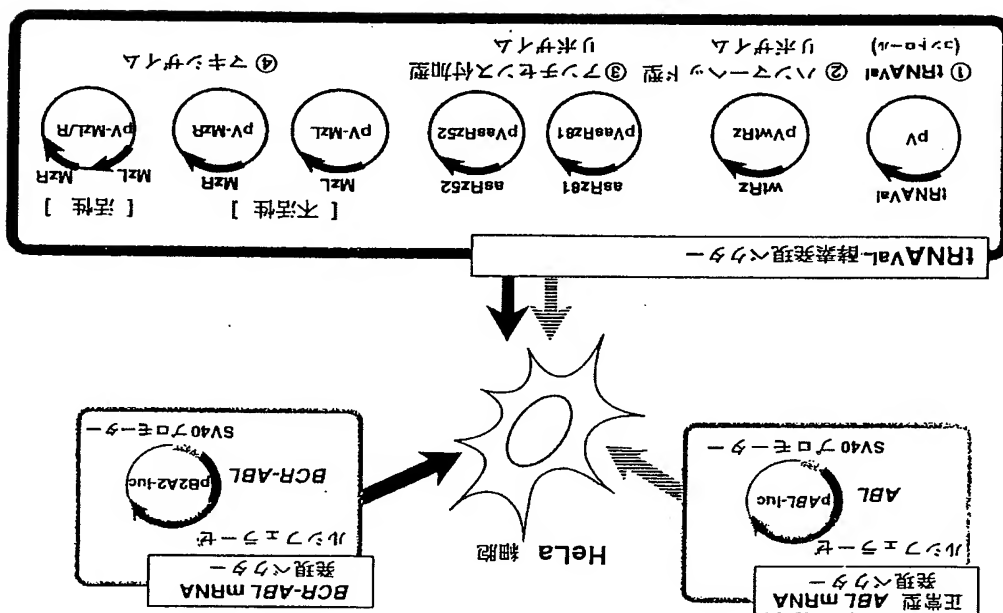 正常型 ABL mRNA
発現ベクター
ルシフェラーゼ
ABL
pABL-luc
SV40プロモーター
HeLa 細胞
BCR-ABL mRNA
発現ベクター
ルシフェラーゼ
BCR-ABL
pB2A2-luc
SV40プロモーター
tRNAVal-酵素発現ベクター
[ 不活性 ]
[ 活性 ]
tRNAVal
wtRz
asRz81
asRz52
MzL
MzR
MzL
MzR
pV
pVwtRz
pVasRz81
pVasRz52
pV-MzL
pV-MzR
pV-MzL/R
① tRNAVal
(コントロール)
② ハンマーヘッド型
リボザイム
③ アンチセンス付加型
リボザイム
④ マキシザイム